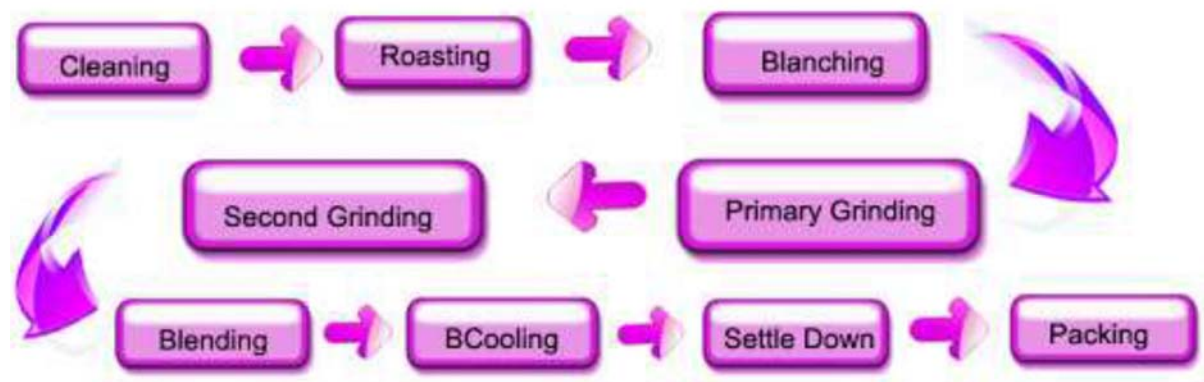 Cleaning
Roasting
Blanching
Primary Grinding
Second Grinding
Blending
BCooling
Settle Down
Packing